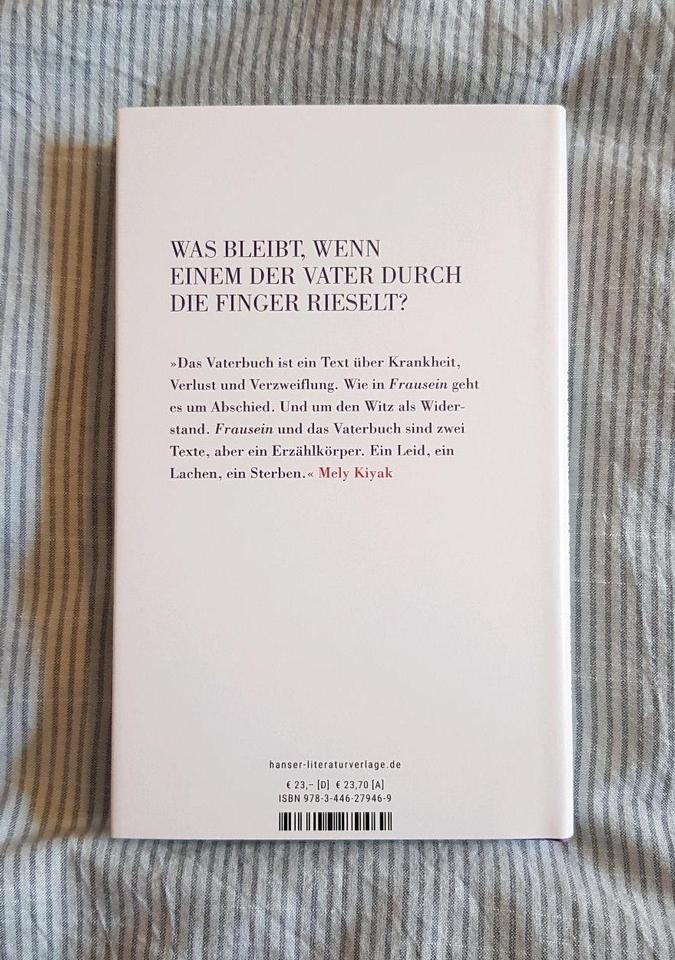 WAS BLEIBT, WENN
EINEM DER VATER DURCH
DIE FINGER RIESELT?
»Das Vaterbuch ist ein Text über Krankheit,
Verlust und Verzweiflung. Wie in Frausein geht
es um Abschied. Und um den Witz als Wider-
stand. Frausein und das Vaterbuch sind zwei
Texte, aber ein Erzählkörper. Ein Leid, ein
Lachen, ein Sterben.« Mely Kiyak
hanser-literaturverlage.de
€ 23,– [D] € 23,70 [A]
ISBN 978-3-446-27946-9